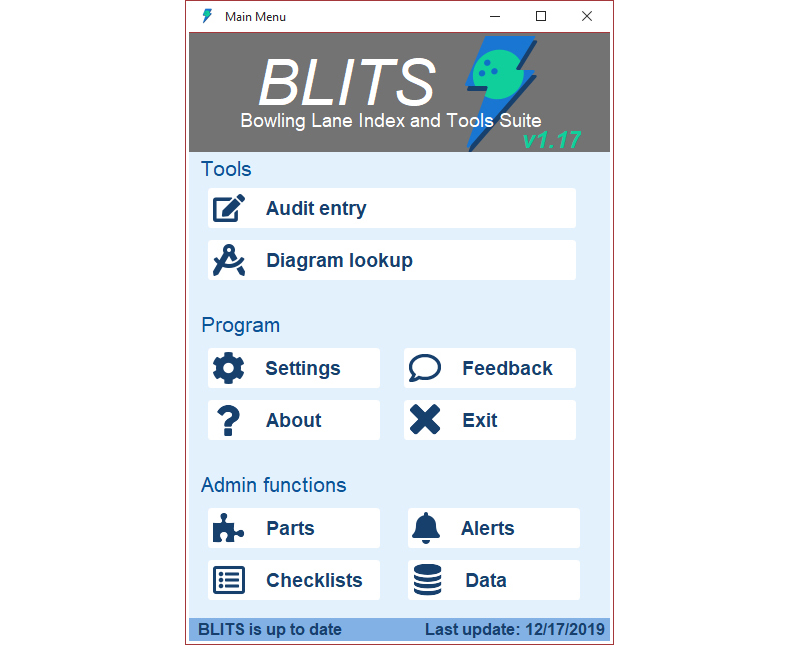 Main Menu
BLITS
Bowling Lane Index and Tools Suite
v1.17
Tools
Audit entry
Diagram lookup
Program
Settings Feedback
About Exit
Admin functions
Parts Alerts
Checklists Data
BLITS is up to date Last update: 12/17/2019